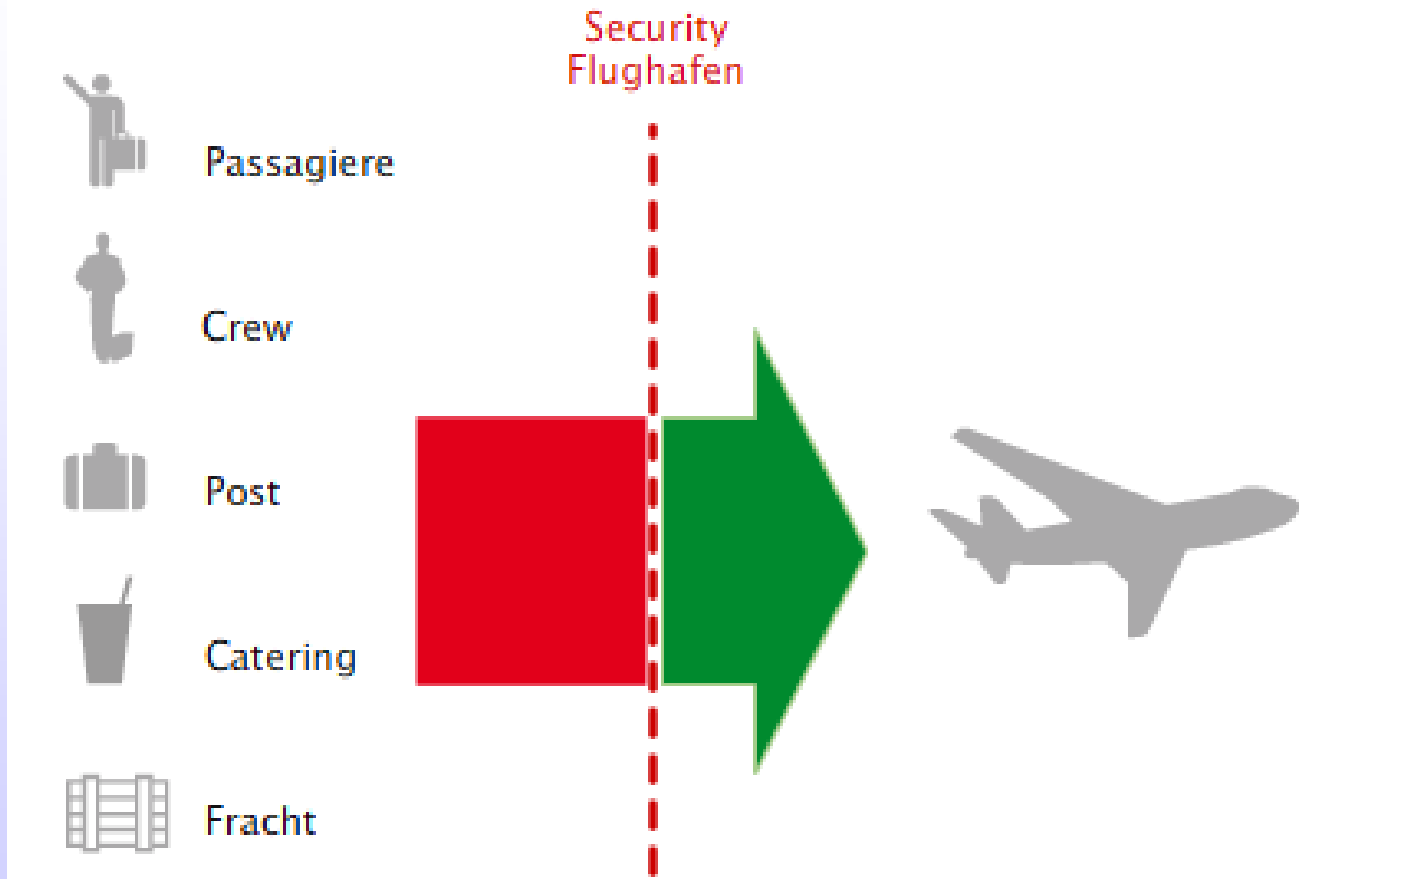 Security
Flughafen
Passagiere
Crew
Post
Catering
Fracht